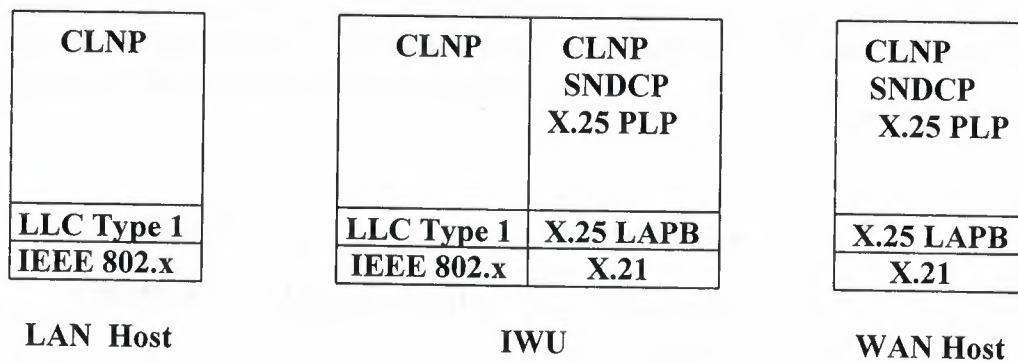 CLNP
LLC Type 1
IEEE 802.x
LAN Host
CLNP
LLC Type 1
IEEE 802.x
CLNP
SNDCP
X.25 PLP
X.25 LAPB
X.21
IWU
CLNP
SNDCP
X.25 PLP
X.25 LAPB
X.21
WAN Host